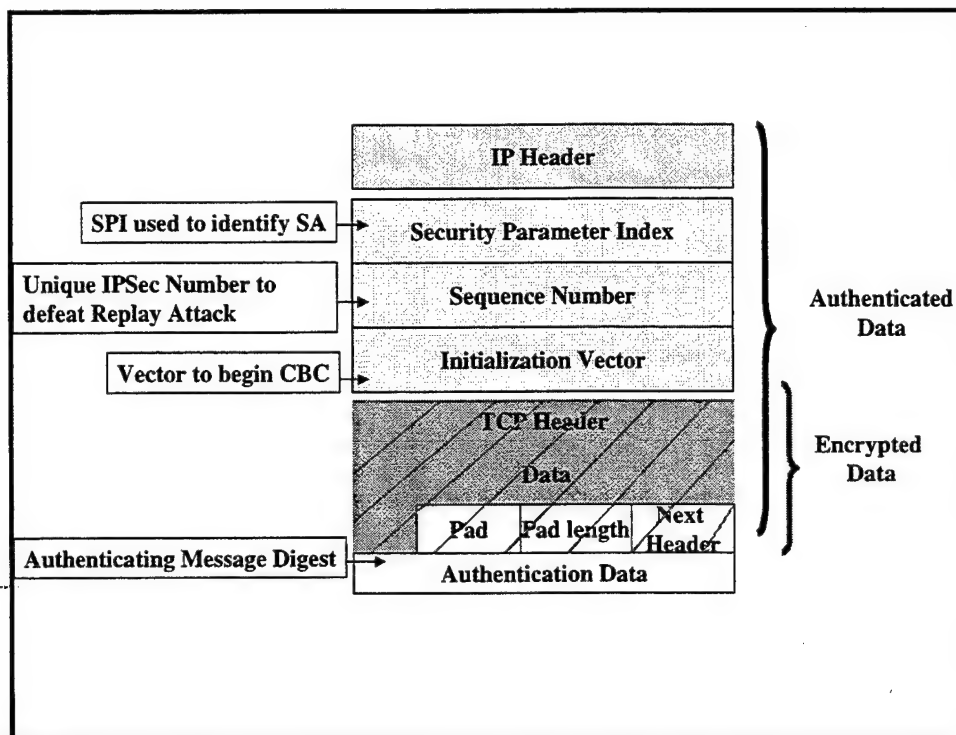 IP Header
SPI used to identify SA
Security Parameter Index
Unique IPSec Number to
defeat Replay Attack
Sequence Number
Authenticated
Data
Vector to begin CBC
Initialization Vector
TCP Header
Data
Encrypted
Data
Pad
Pad length
Next
Header
Authenticating Message Digest
Authentication Data